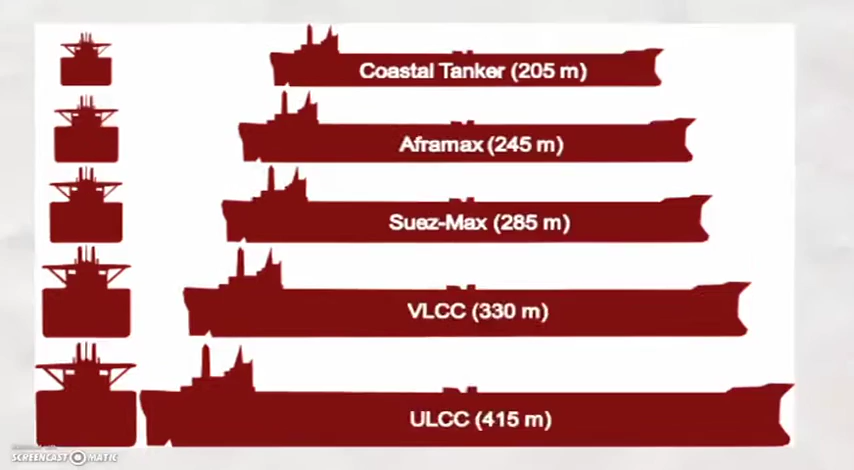 Coastal Tanker (205 m)
Aframax (245 m)
Suez-Max (285 m)
VLCC (330 m)
ULCC (415 m)
SCREENCAST-O-MATIC